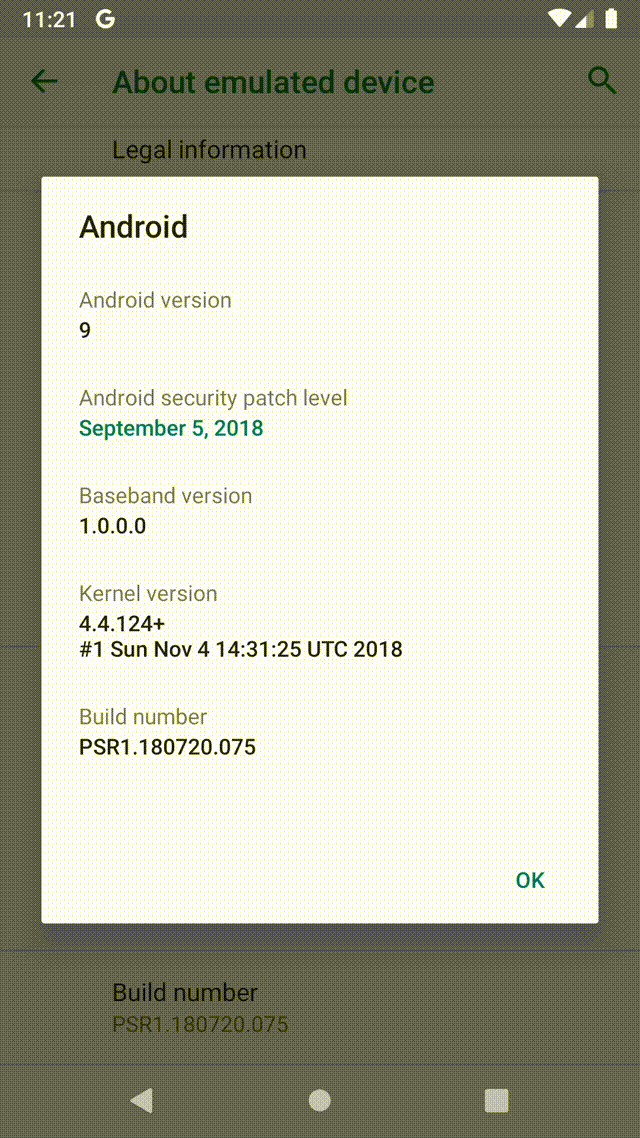 11:21 G
About emulated device
Legal information
Android
Android version
9
Android security patch level
September 5, 2018
Baseband version
1.0.0.0
Kernel version
4.4.124+
#1 Sun Nov 4 14:31:25 UTC 2018
Build number
PSR1.180720.075
OK
Build number
PSR1.180720.075